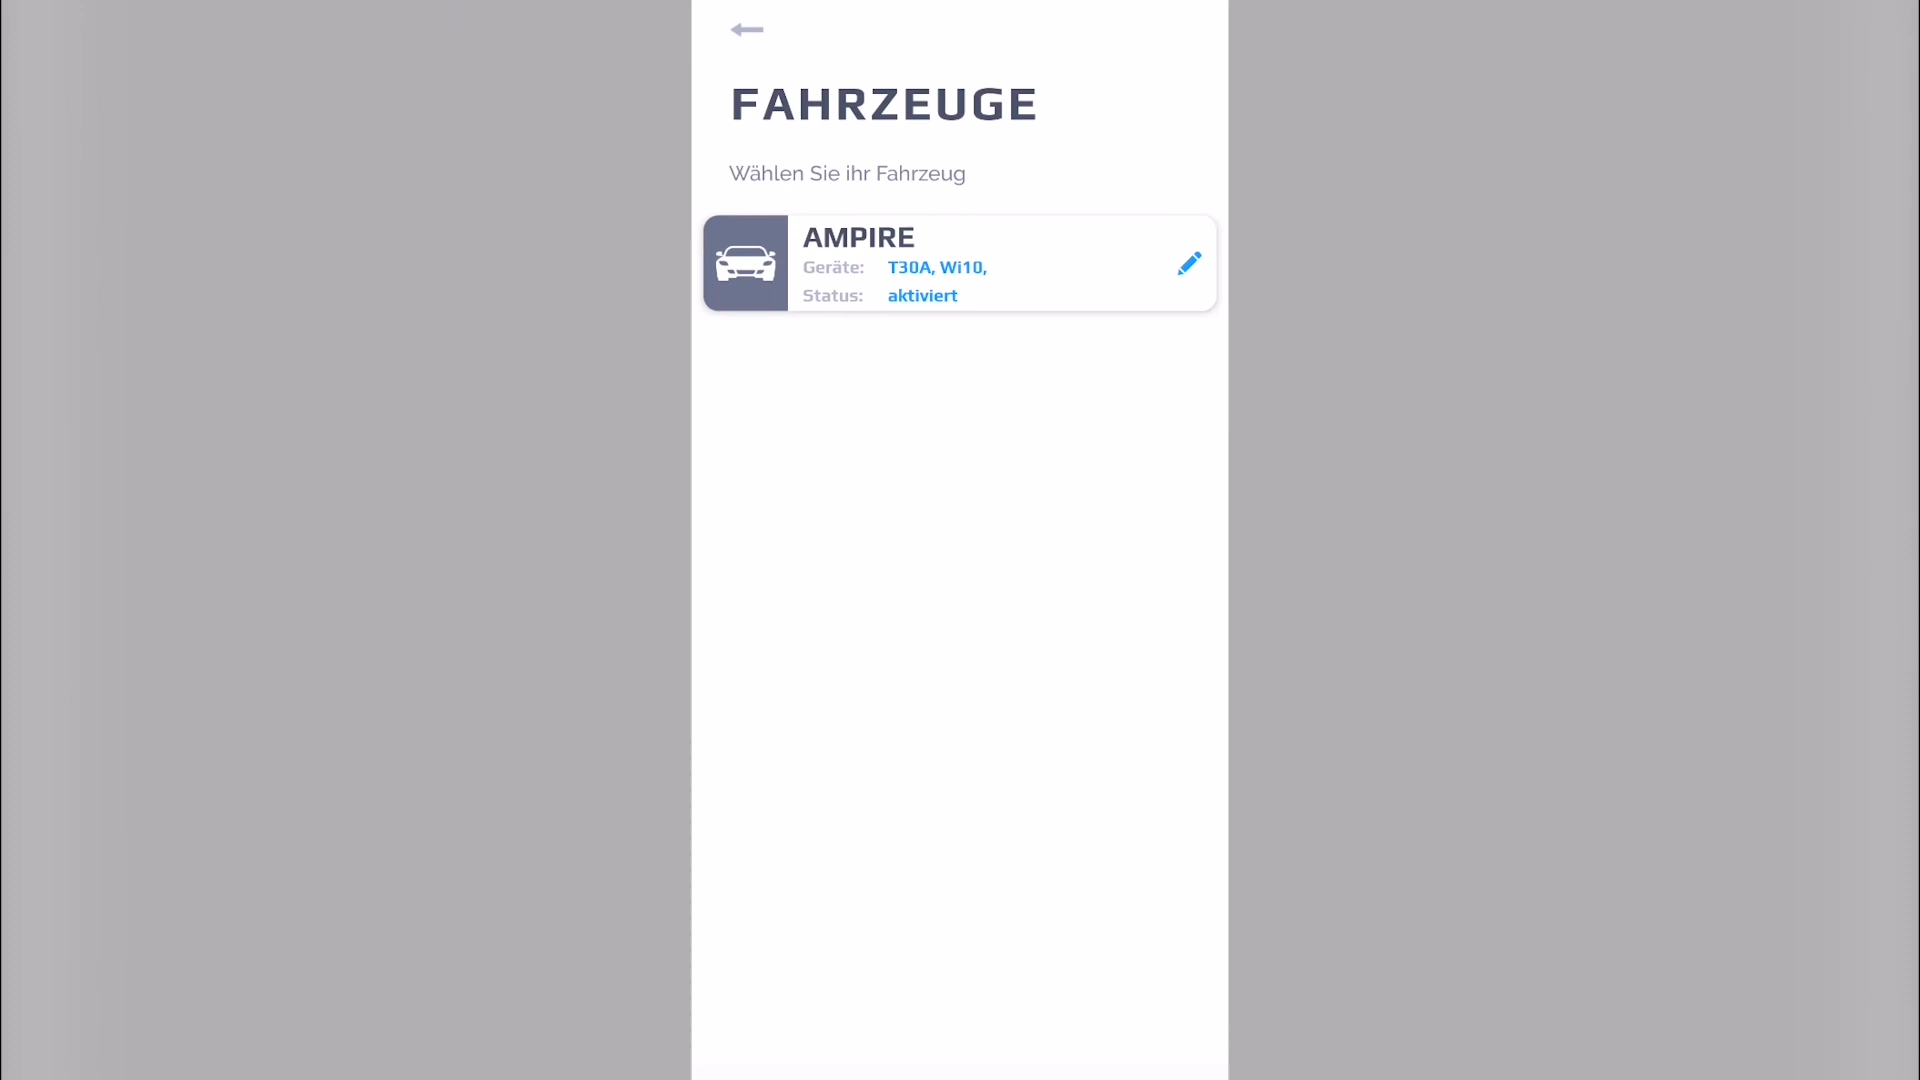 FAHRZEUGE
Wählen Sie ihr Fahrzeug
AMPIRE
Geräte: T30A, Wi10,
Status: aktiviert